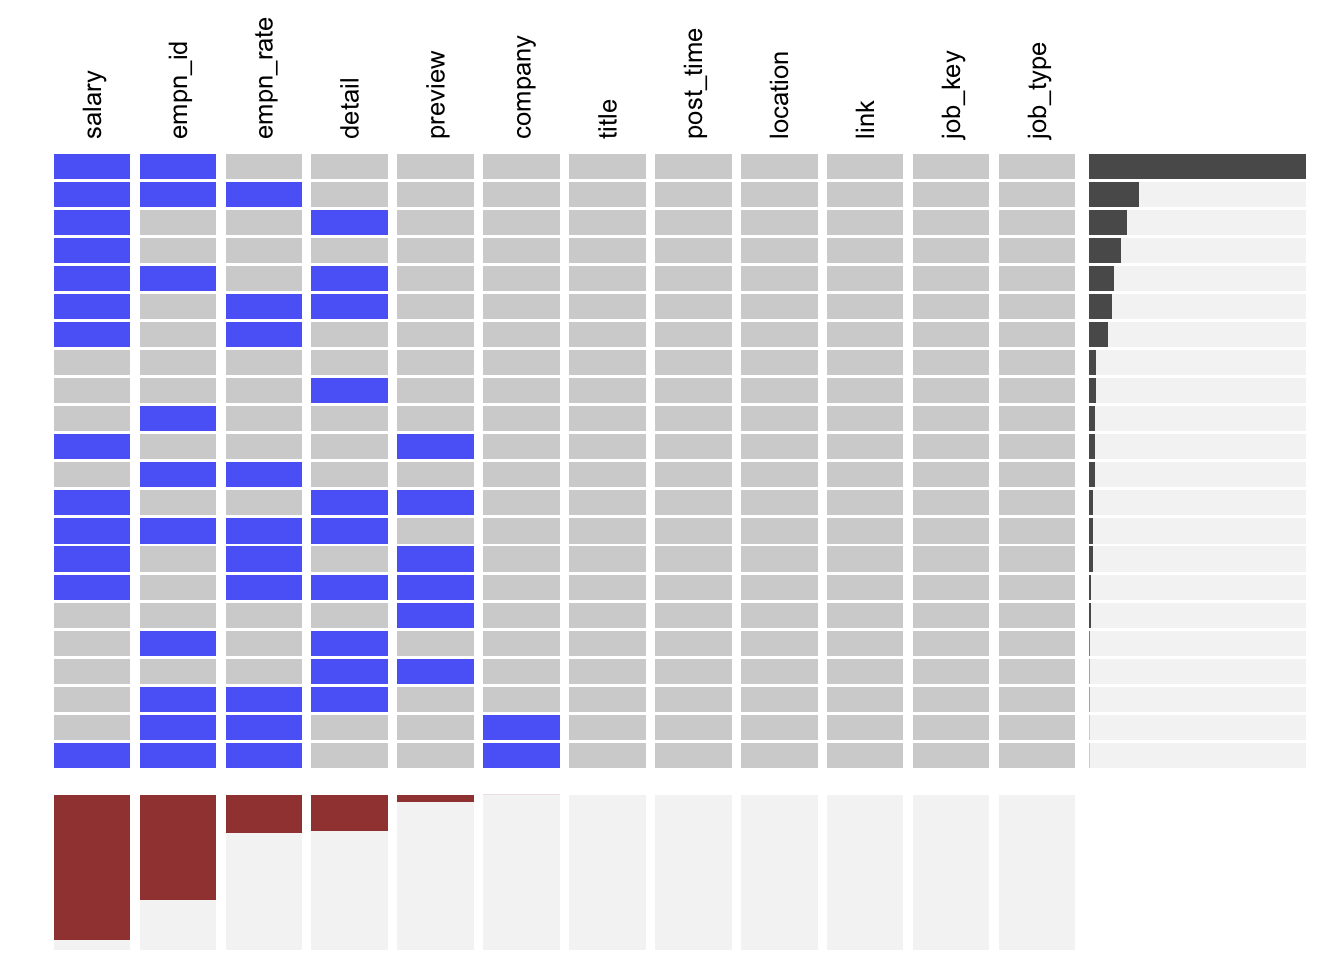 salary
empn_id
empn_rate
detail
preview
company
title
post_time
location
link
job_key
job_type